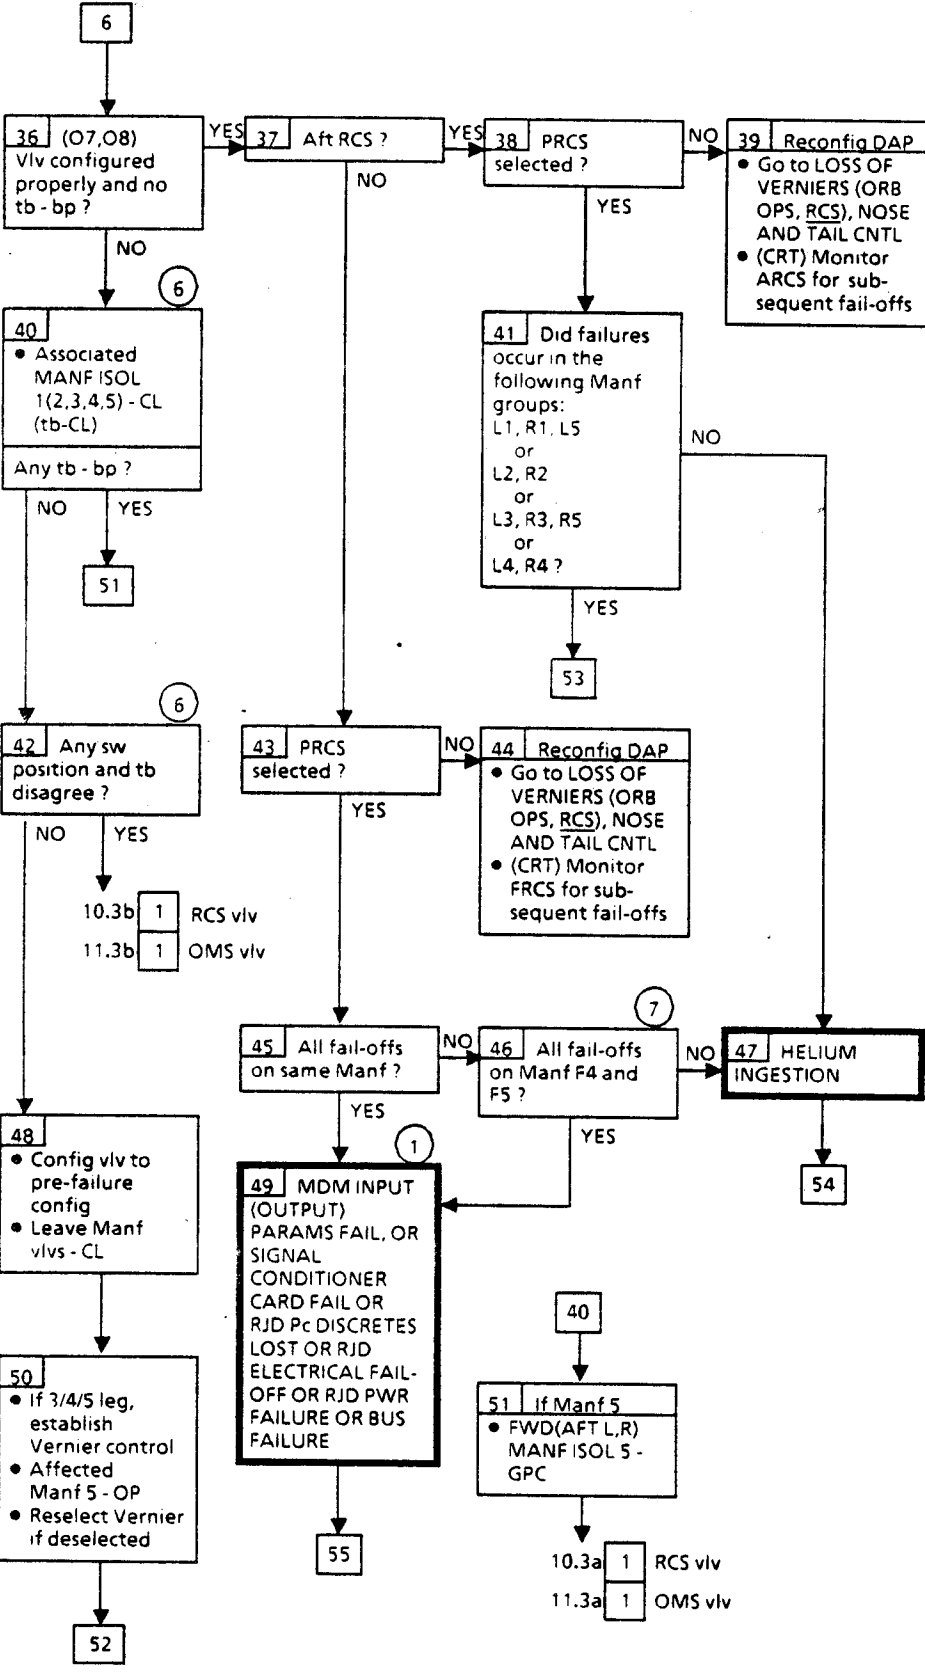 6
36 (O7,O8)
Vlv configured
properly and no
tb - bp ?
YES
NO
37 Aft RCS ?
YES
NO
38 PRCS
selected ?
NO
YES
39 Reconfig DAP
• Go to LOSS OF
VERNIERS (ORB
OPS, RCS), NOSE
AND TAIL CNTL
• (CRT) Monitor
ARCS for sub-
sequent fail-offs
6
40
• Associated
MANF ISOL
1(2,3,4,5) - CL
(tb-CL)
Any tb - bp ?
NO
YES
51
41 Did failures
occur in the
following Manf
groups:
L1, R1, L5
or
L2, R2
or
L3, R3, R5
or
L4, R4 ?
NO
YES
53
6
42 Any sw
position and tb
disagree ?
NO
YES
10.3b 1 RCS vlv
11.3b 1 OMS vlv
43 PRCS
selected ?
NO
YES
44 Reconfig DAP
• Go to LOSS OF
VERNIERS (ORB
OPS, RCS), NOSE
AND TAIL CNTL
• (CRT) Monitor
FRCS for sub-
sequent fail-offs
45 All fail-offs
on same Manf ?
NO
YES
7
46 All fail-offs
on Manf F4 and
F5 ?
NO
YES
47 HELIUM
INGESTION
54
48
• Config vlv to
pre-failure
config
• Leave Manf
vlvs - CL
1
49 MDM INPUT
(OUTPUT)
PARAMS FAIL, OR
SIGNAL
CONDITIONER
CARD FAIL OR
RJD Pc DISCRETES
LOST OR RJD
ELECTRICAL FAIL-
OFF OR RJD PWR
FAILURE OR BUS
FAILURE
55
50
• If 3/4/5 leg,
establish
Vernier control
• Affected
Manf 5 - OP
• Reselect Vernier
if deselected
52
40
51 If Manf 5
• FWD(AFT L,R)
MANF ISOL 5 -
GPC
10.3a 1 RCS vlv
11.3a 1 OMS vlv